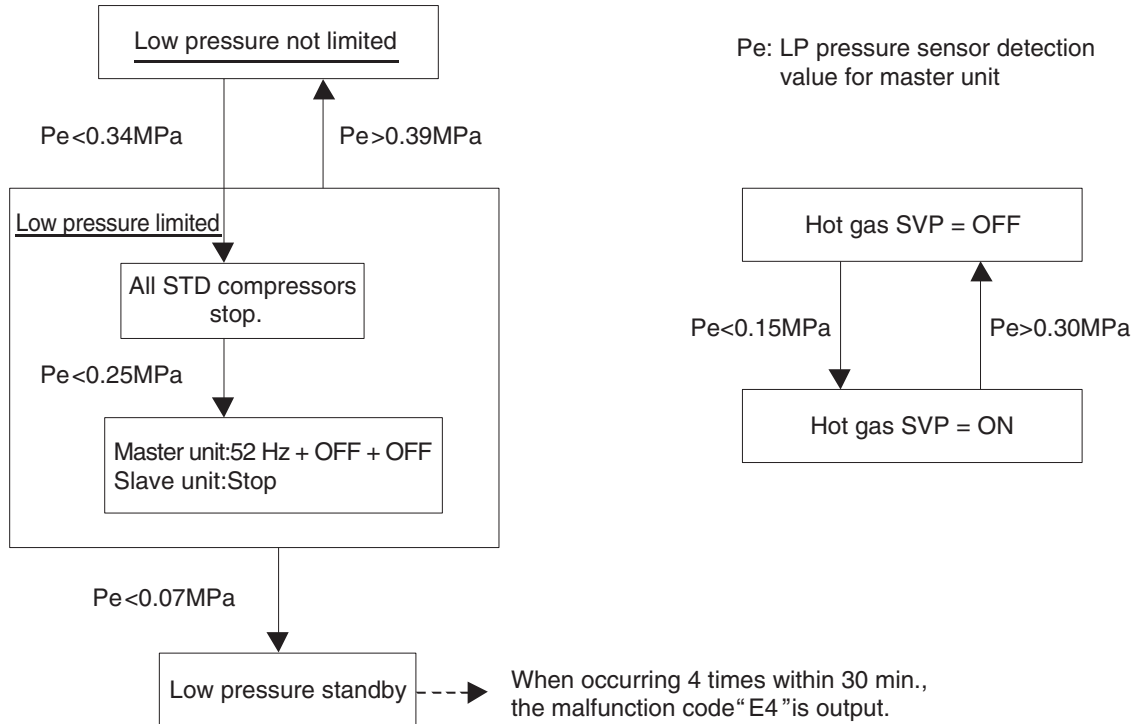 Low pressure not limited
Pe: LP pressure sensor detection
value for master unit
Pe<0.34MPa
Pe>0.39MPa
Low pressure limited
All STD compressors
stop.
Pe<0.25MPa
Master unit:52 Hz + OFF + OFF
Slave unit:Stop
Pe<0.07MPa
Low pressure standby
When occurring 4 times within 30 min.,
the malfunction code“E4”is output.
Hot gas SVP = OFF
Pe<0.15MPa
Pe>0.30MPa
Hot gas SVP = ON